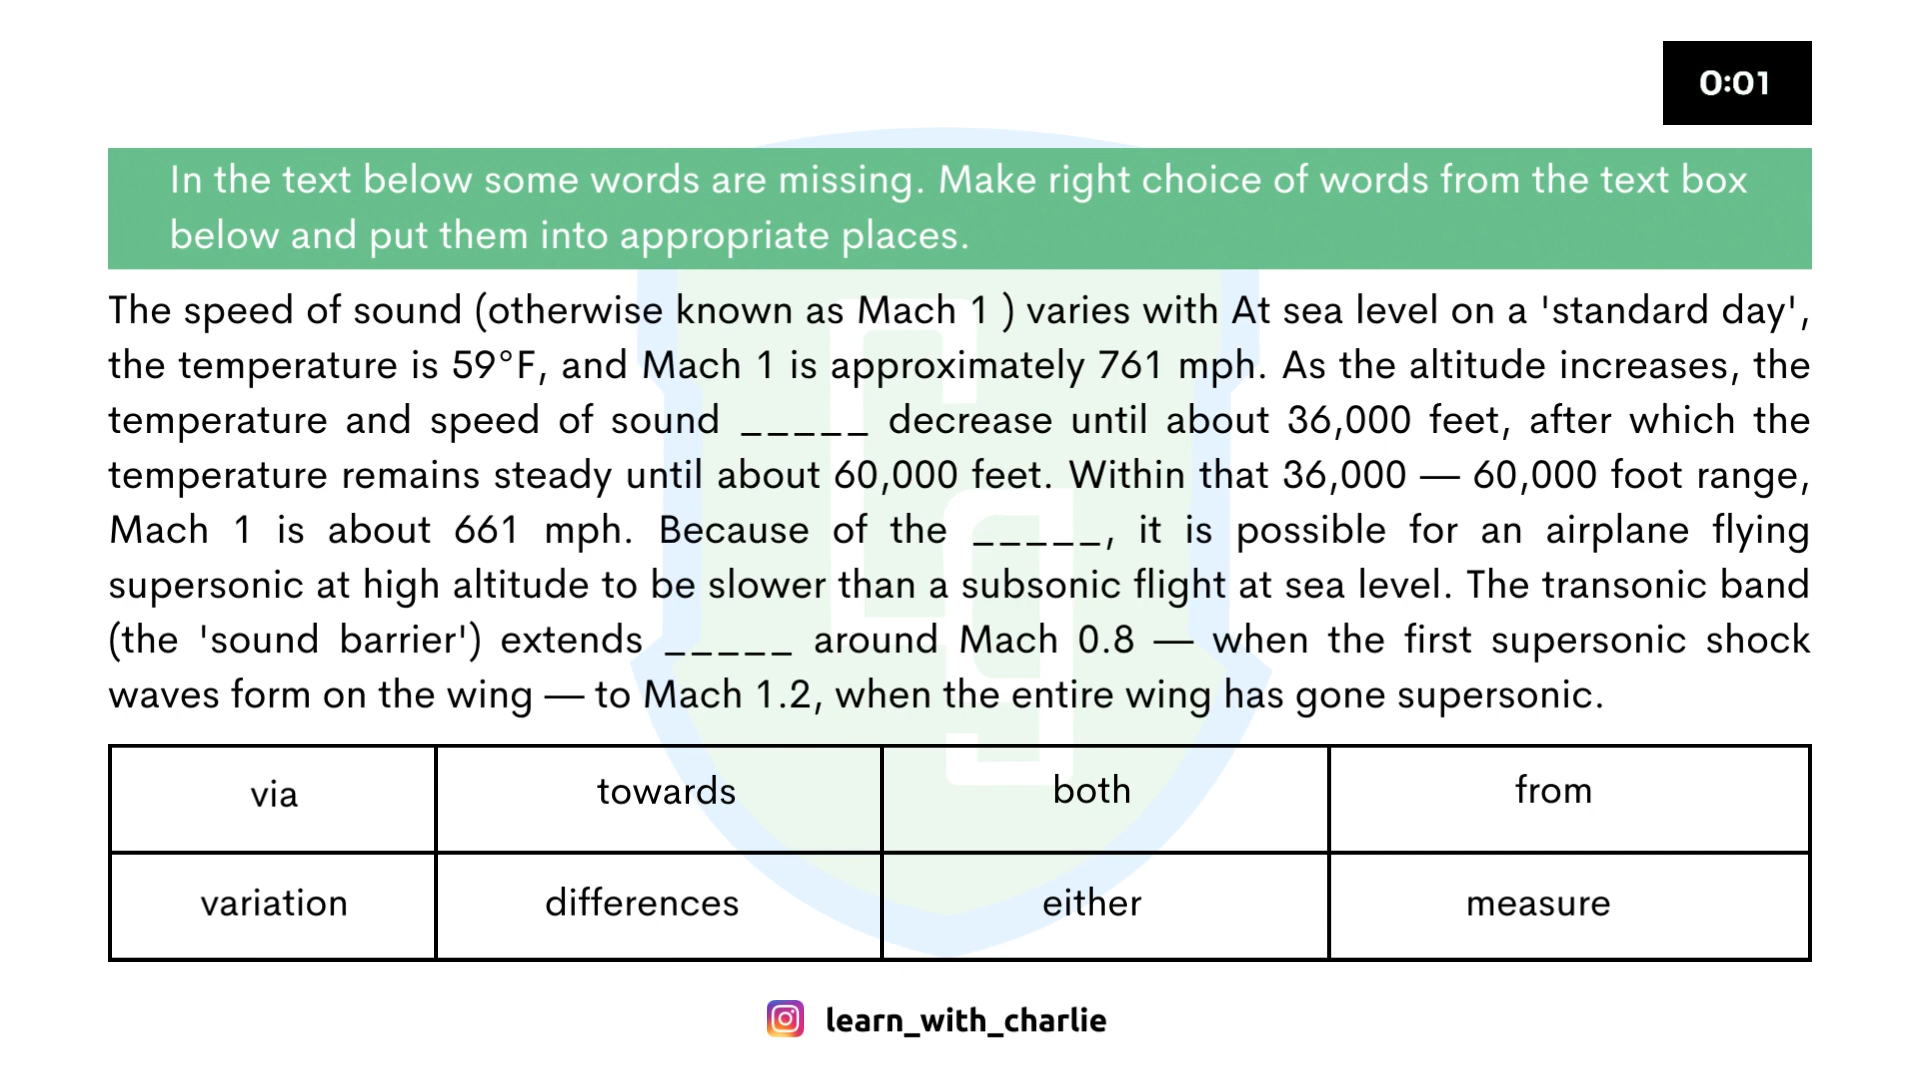 0:01
In the text below some words are missing. Make right choice of words from the text box
below and put them into appropriate places.
The speed of sound (otherwise known as Mach 1 ) varies with At sea level on a 'standard day',
the temperature is 59°F, and Mach 1 is approximately 761 mph. As the altitude increases, the
temperature and speed of sound _____ decrease until about 36,000 feet, after which the
temperature remains steady until about 60,000 feet. Within that 36,000 — 60,000 foot range,
Mach 1 is about 661 mph. Because of the _____, it is possible for an airplane flying
supersonic at high altitude to be slower than a subsonic flight at sea level. The transonic band
(the 'sound barrier') extends _____ around Mach 0.8 — when the first supersonic shock
waves form on the wing — to Mach 1.2, when the entire wing has gone supersonic.
via towards both from
variation differences either measure
learn_with_charlie